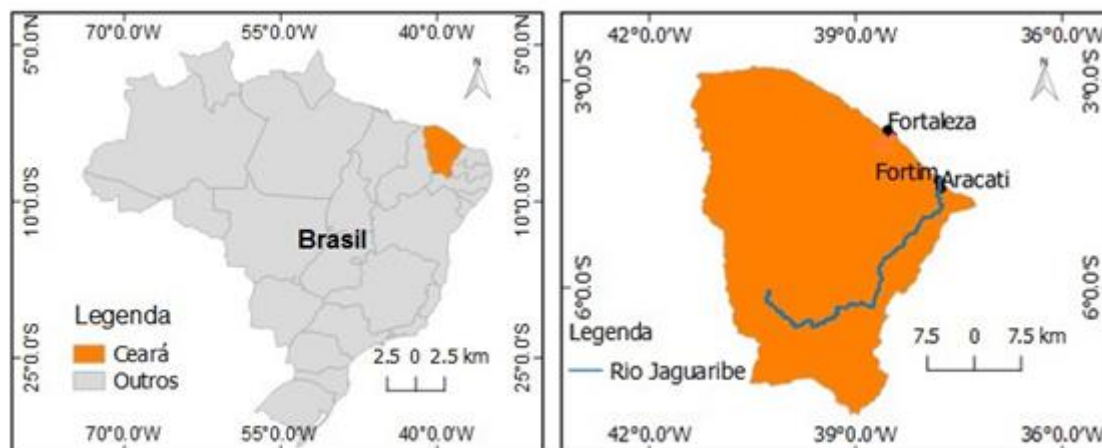 70°0.0'W 55°0.0'W 40°0.0'W
5°0.0'N 5°0.0'N
N
10°0.0'S 10°0.0'S
Brasil
Legenda
Ceará
Outros
2.5 0 2.5 km
25°0.0'S 25°0.0'S
70°0.0'W 55°0.0'W 40°0.0'W
42°0.0'W 39°0.0'W 36°0.0'W
3°0.0'S 3°0.0'S
N
Fortaleza
Fortim
Aracati
6°0.0'S 6°0.0'S
Legenda
7.5 0 7.5 km
Rio Jaguaribe
42°0.0'W 39°0.0'W 36°0.0'W